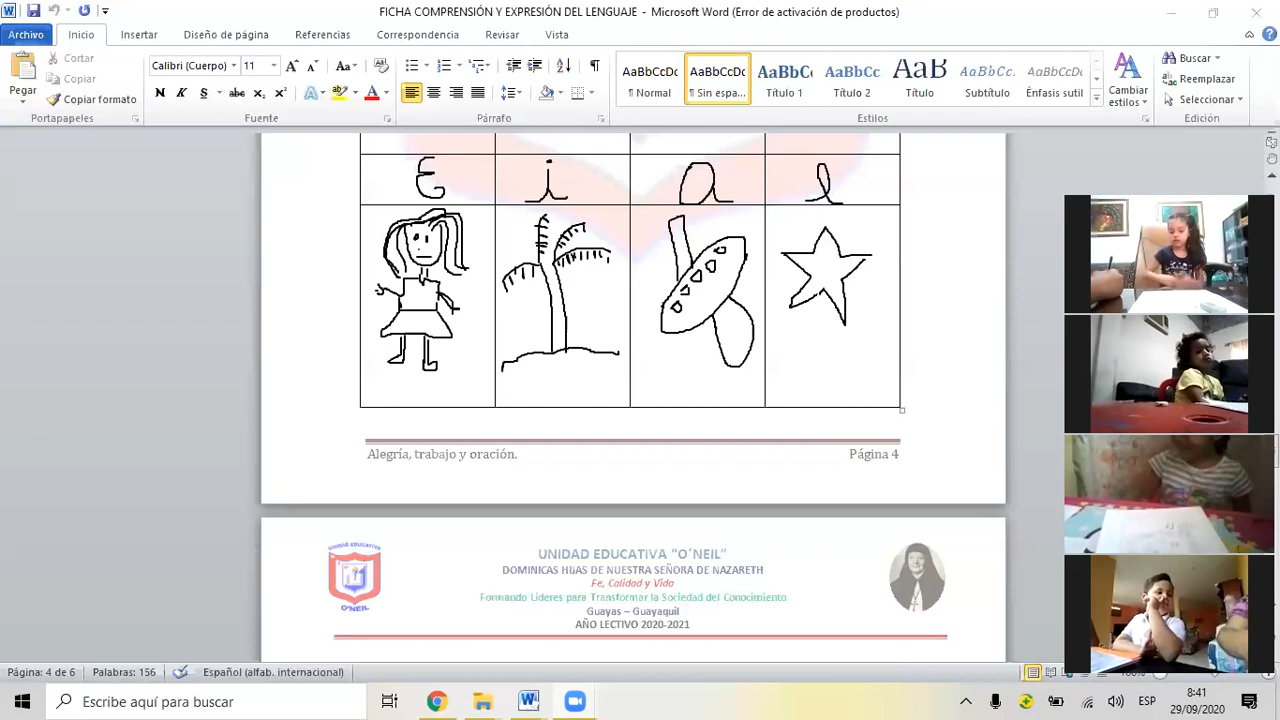 FICHA COMPRENSIÓN Y EXPRESIÓN DEL LENGUAJE - Microsoft Word (Error de activación de productos)
Archivo Inicio Insertar Diseño de página Referencias Correspondencia Revisar Vista
Pegar
Cortar
Copiar
Copiar formato
Portapapeles
Calibri (Cuerpo) 11
Fuente
Párrafo
AaBbCcDc AaBbCcDc AaBbC AaBbCc AaB AaBbCc. AaBbCcDc
¶ Normal ¶ Sin espa... Título 1 Título 2 Título Subtítulo Énfasis sutil
Cambiar estilos
Estilos
Buscar
Reemplazar
Seleccionar
Edición
E i a l
Alegría, trabajo y oración. Página 4
UNIDAD EDUCATIVA
O'NEIL
UNIDAD EDUCATIVA “O´NEIL”
DOMINICAS HIJAS DE NUESTRA SEÑORA DE NAZARETH
Fe, Calidad y Vida
Formando Líderes para Transformar la Sociedad del Conocimiento
Guayas – Guayaquil
AÑO LECTIVO 2020-2021
Página: 4 de 6 Palabras: 156 Español (alfab. internacional)
Escribe aquí para buscar
ESP
8:41
29/09/2020